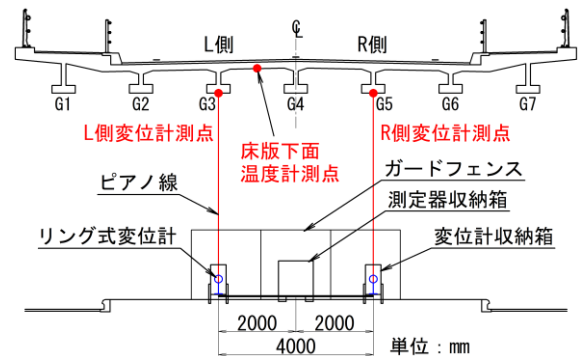 L側
℄
R側
G1
G2
G3
G4
G5
G6
G7
L側変位計測点
R側変位計測点
床版下面
温度計測点
ピアノ線
ガードフェンス
測定器収納箱
リング式変位計
変位計収納箱
2000
2000
4000
単位：mm